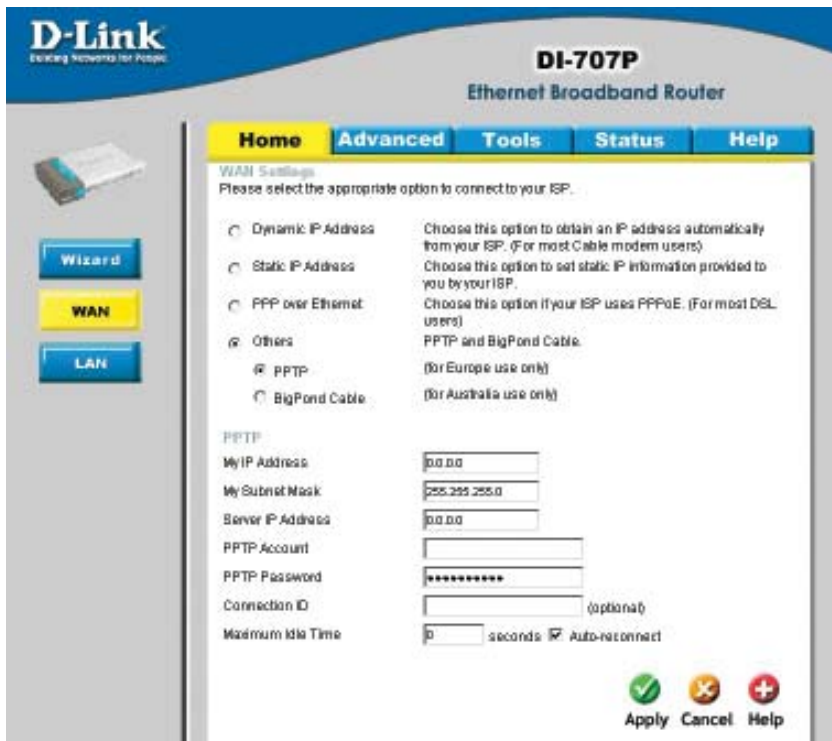 D-Link
Building Networks for People
DI-707P
Ethernet Broadband Router
Home
Advanced
Tools
Status
Help
Wizard
WAN
LAN
WAN Settings
Please select the appropriate option to connect to your ISP.
Dynamic IP Address
Choose this option to obtain an IP address automatically
from your ISP. (For most Cable modem users)
Static IP Address
Choose this option to set static IP information provided to
you by your ISP.
PPP over Ethernet
Choose this option if your ISP uses PPPoE. (For most DSL
users)
Others
PPTP and BigPond Cable.
PPTP
(for Europe use only)
BigPond Cable
(for Australia use only)
PPTP
My IP Address
0.0.0.0
My Subnet Mask
255.255.255.0
Server IP Address
0.0.0.0
PPTP Account
PPTP Password
••••••••••
Connection ID
(optional)
Maximum Idle Time
0
seconds
Auto-reconnect
Apply
Cancel
Help